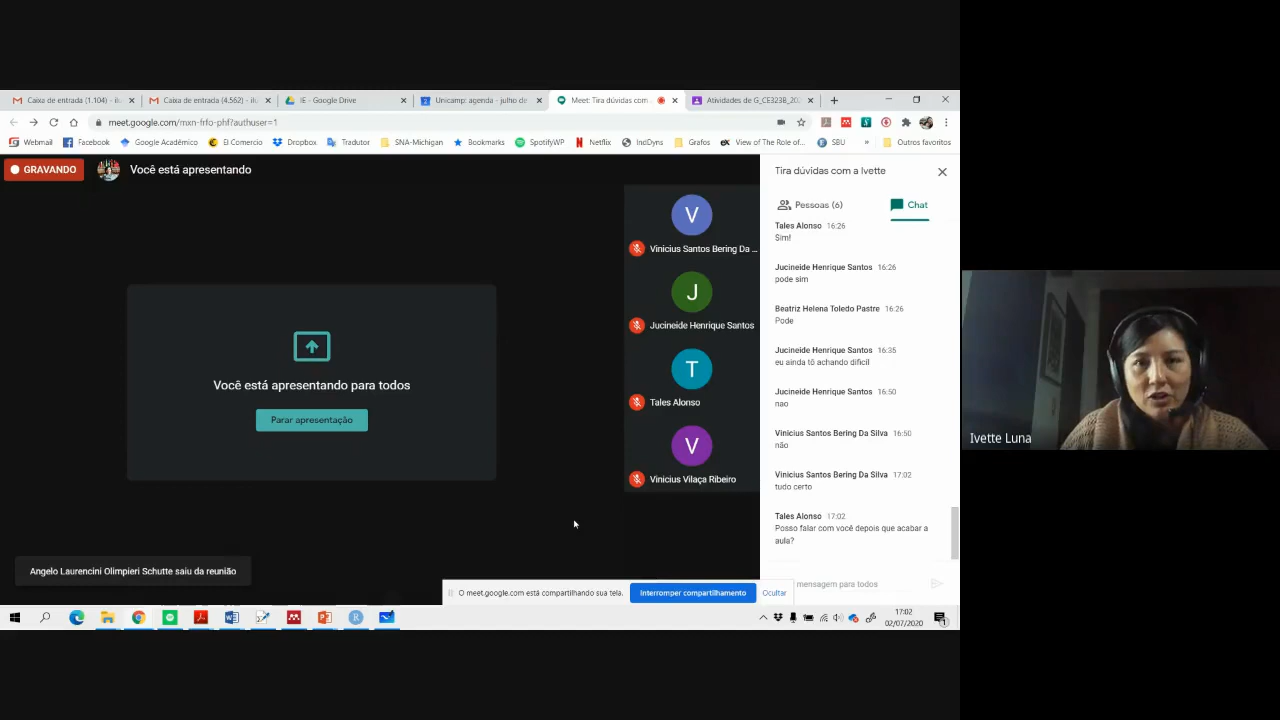 Caixa de entrada (1.104) - ilu
Caixa de entrada (4.562) - ilu
IE - Google Drive
Unicamp: agenda - julho de
Meet: Tira dúvidas com
Atividades de G_CE323B_202
meet.google.com/mxn-frfo-phf?authuser=1
Webmail
Facebook
Google Acadêmico
El Comercio
Dropbox
Tradutor
SNA-Michigan
Bookmarks
SpotifyWP
Netflix
IndDyns
Grafos
View of The Role of...
SBU
Outros favoritos
GRAVANDO
Você está apresentando
Você está apresentando para todos
Parar apresentação
Angelo Laurencini Olimpieri Schutte saiu da reunião
V
Vinicius Santos Bering Da ...
J
Jucineide Henrique Santos
T
Tales Alonso
V
Vinicius Vilaça Ribeiro
Tira dúvidas com a Ivette
Pessoas (6)
Chat
Tales Alonso 16:26
Sim!
Jucineide Henrique Santos 16:26
pode sim
Beatriz Helena Toledo Pastre 16:26
Pode
Jucineide Henrique Santos 16:35
eu ainda tô achando difícil
Jucineide Henrique Santos 16:50
nao
Vinicius Santos Bering Da Silva 16:50
não
Vinicius Santos Bering Da Silva 17:02
tudo certo
Tales Alonso 17:02
Posso falar com você depois que acabar a
aula?
mensagem para todos
O meet.google.com está compartilhando sua tela.
Interromper compartilhamento
Ocultar
17:02
02/07/2020
Ivette Luna